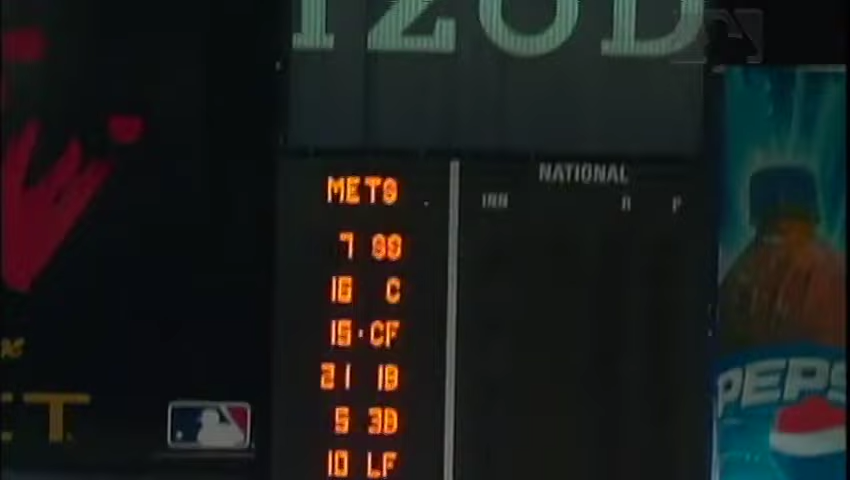 IZOD
METS
NATIONAL
INN R P
7 SS
16 C
15 CF
21 1B
5 3B
10 LF
PEPS